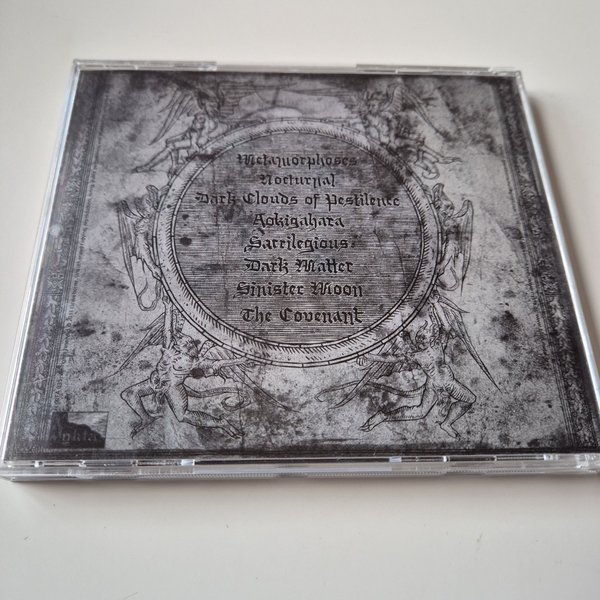 Metamorphoses
Nocturnal
Dark Clouds of Pestilence
Aokigahara
Sacrilegious
Dark Matter
Sinister Moon
The Covenant